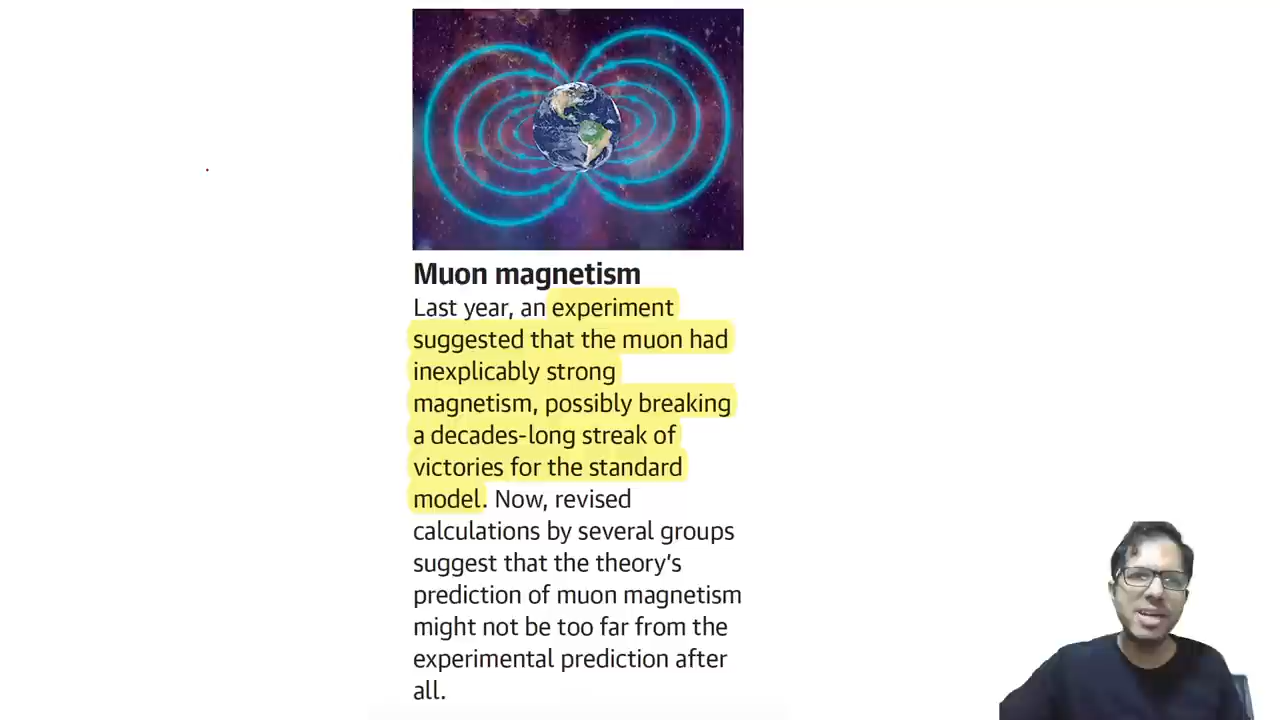 Muon magnetism
Last year, an experiment
suggested that the muon had
inexplicably strong
magnetism, possibly breaking
a decades-long streak of
victories for the standard
model. Now, revised
calculations by several groups
suggest that the theory’s
prediction of muon magnetism
might not be too far from the
experimental prediction after
all.